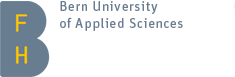 Bern University
of Applied Sciences
F
H